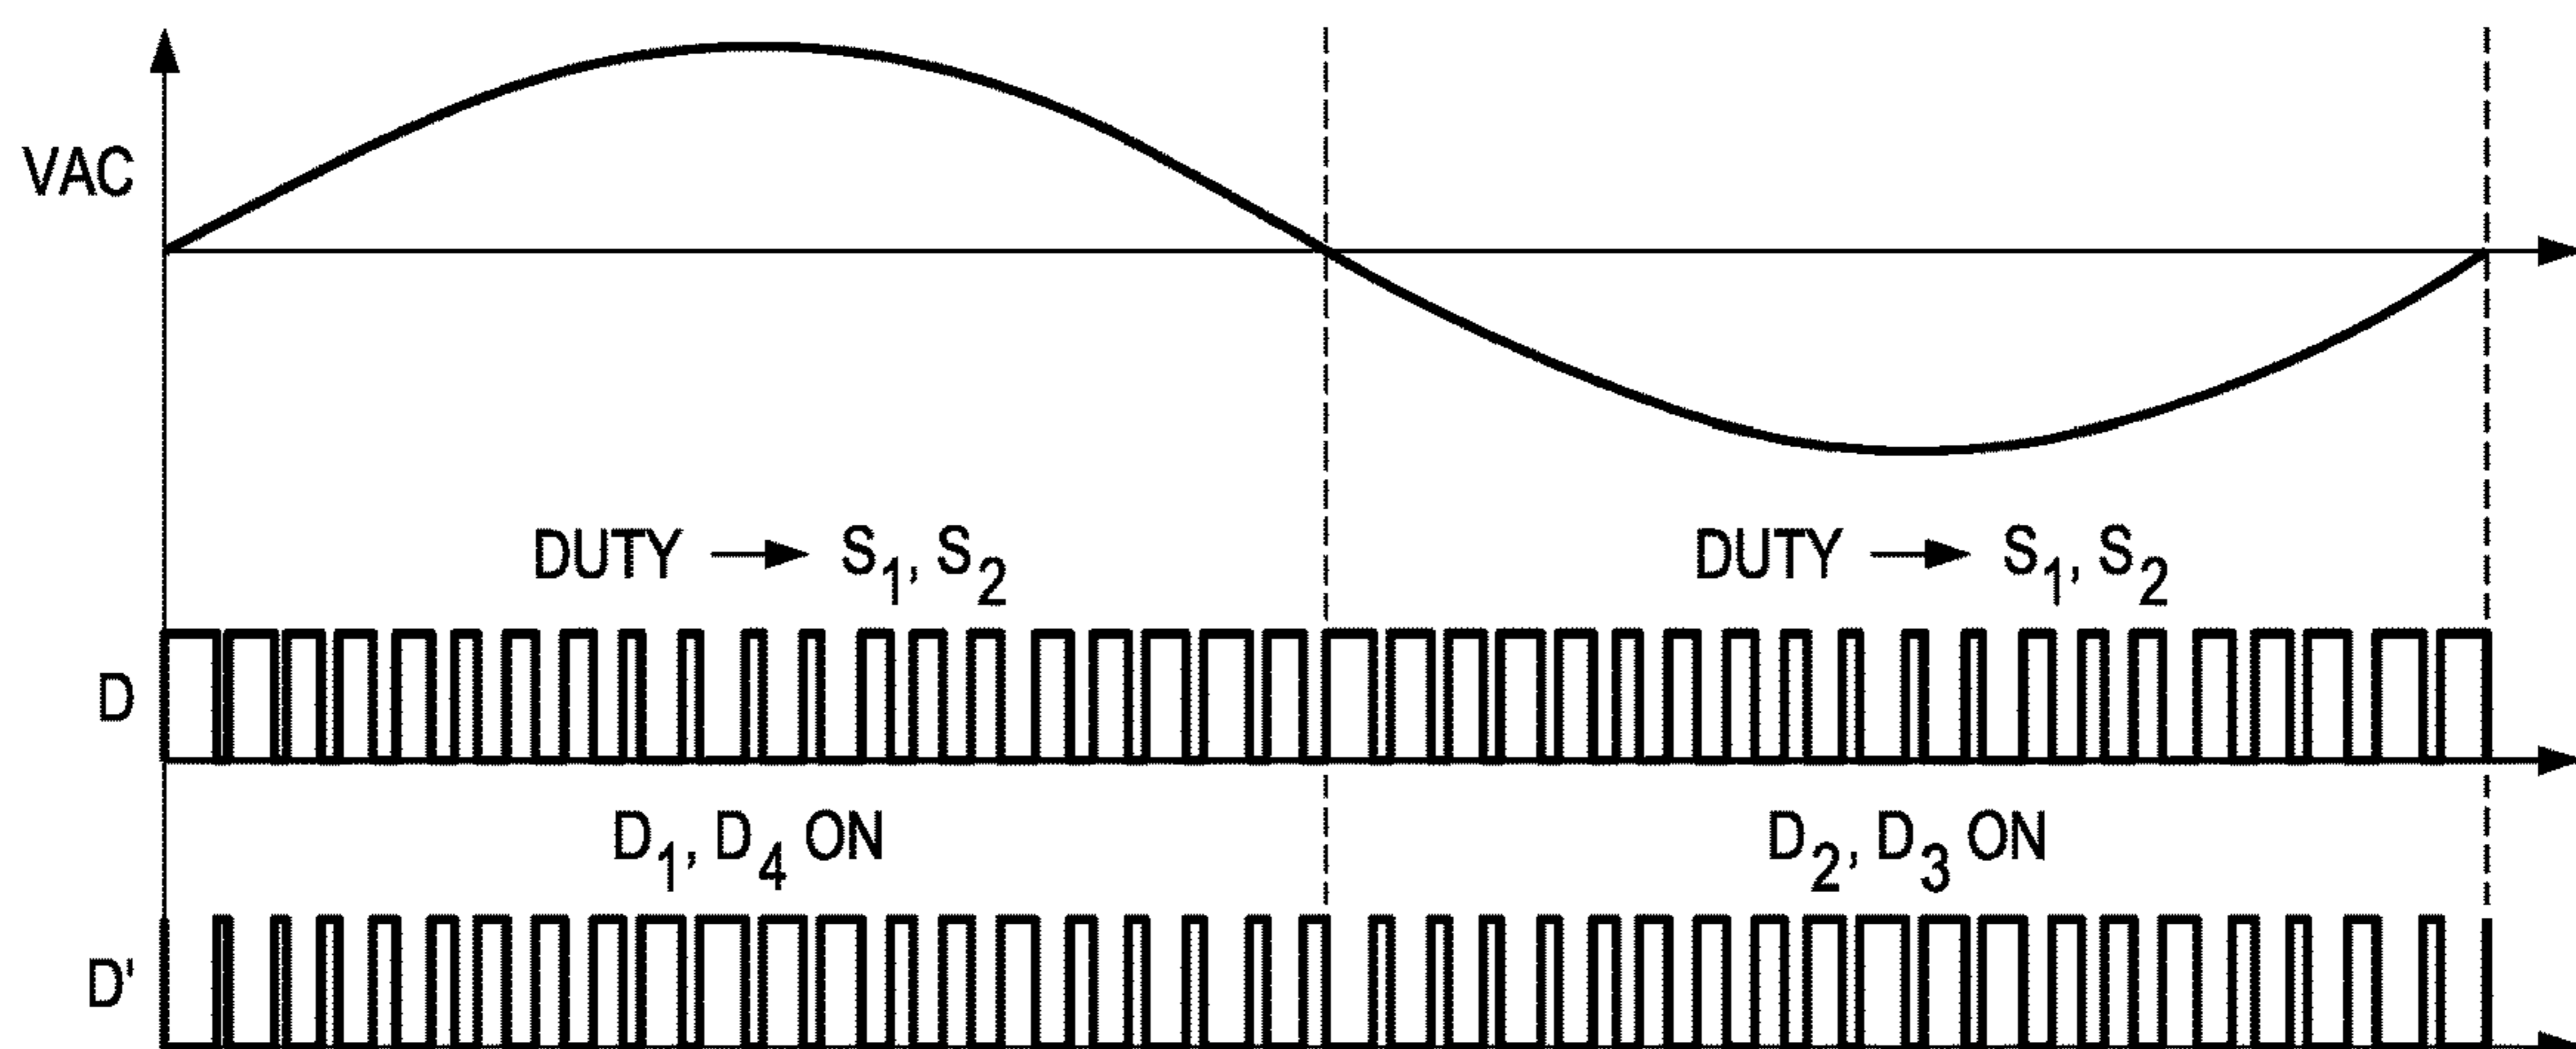 VAC
DUTY → S₁, S₂
DUTY → S₁, S₂
D
D₁, D₄ ON
D₂, D₃ ON
D'